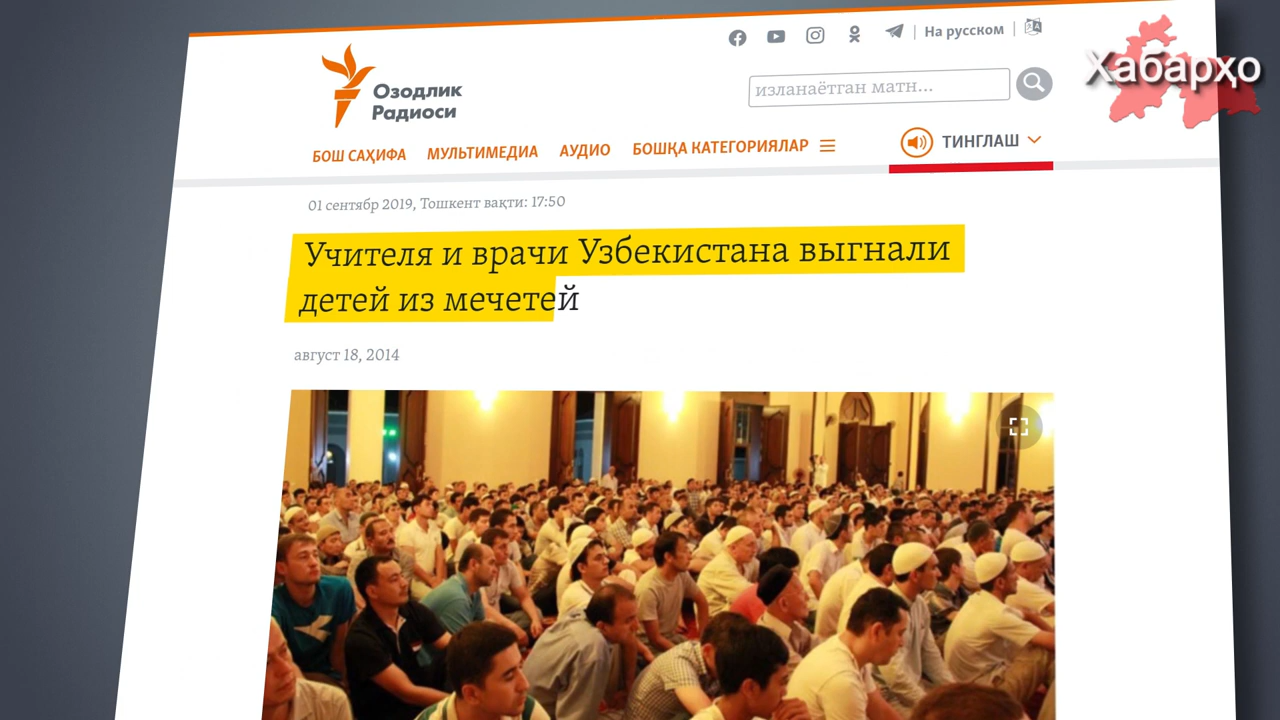 | На русском |
Хабарҳо
Озодлик
Радиоси
изланаётган матн...
БОШ САҲИФА МУЛЬТИМЕДИА АУДИО БОШҚА КАТЕГОРИЯЛАР ТИНГЛАШ
01 сентябр 2019, Тошкент вақти: 17:50
Учителя и врачи Узбекистана выгнали
детей из мечетей
август 18, 2014